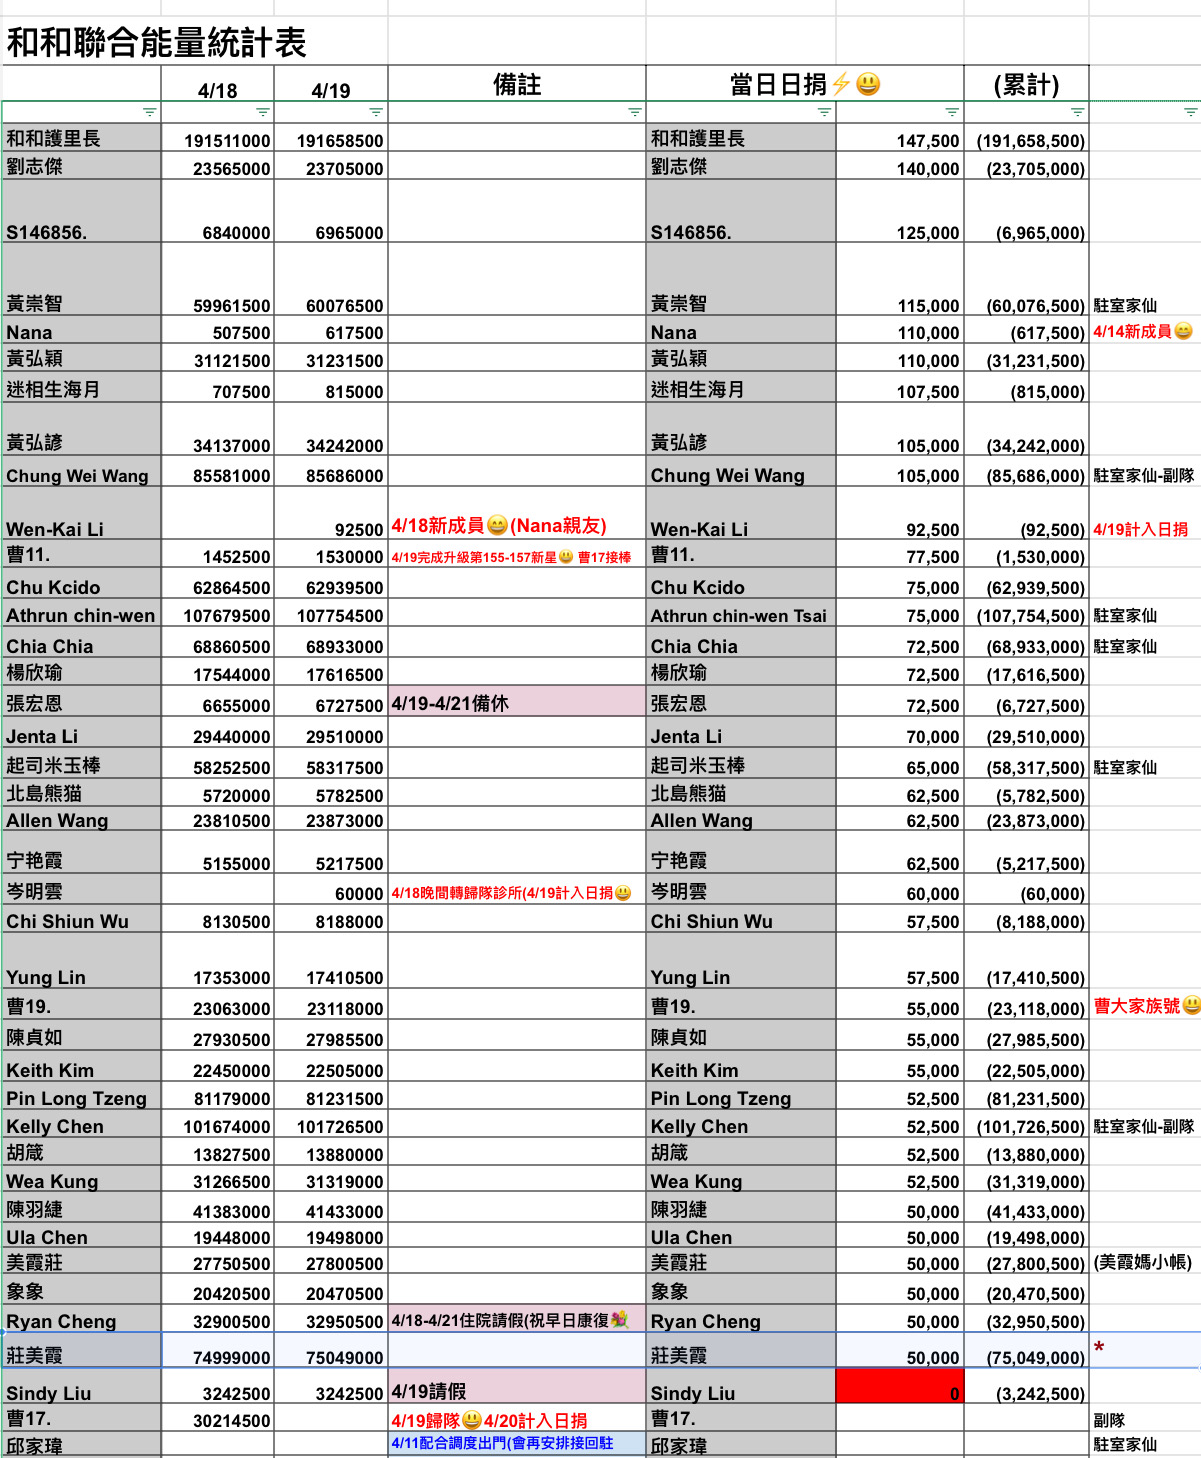 和和聯合能量統計表
4/18 4/19 備註 當日日捐⚡😃 (累計)
和和護里長 191511000 191658500 和和護里長 147,500 (191,658,500)
劉志傑 23565000 23705000 劉志傑 140,000 (23,705,000)
S146856. 6840000 6965000 S146856. 125,000 (6,965,000)
黃崇智 59961500 60076500 黃崇智 115,000 (60,076,500) 駐室家仙
Nana 507500 617500 Nana 110,000 (617,500) 4/14新成員😄
黃弘穎 31121500 31231500 黃弘穎 110,000 (31,231,500)
迷相生海月 707500 815000 迷相生海月 107,500 (815,000)
黃弘諺 34137000 34242000 黃弘諺 105,000 (34,242,000)
Chung Wei Wang 85581000 85686000 Chung Wei Wang 105,000 (85,686,000) 駐室家仙-副隊
Wen-Kai Li 92500 4/18新成員😄(Nana親友) Wen-Kai Li 92,500 (92,500) 4/19計入日捐
曹11. 1452500 1530000 4/19完成升級第155-157新星😃 曹17接棒 曹11. 77,500 (1,530,000)
Chu Kcido 62864500 62939500 Chu Kcido 75,000 (62,939,500)
Athrun chin-wen 107679500 107754500 Athrun chin-wen Tsai 75,000 (107,754,500) 駐室家仙
Chia Chia 68860500 68933000 Chia Chia 72,500 (68,933,000) 駐室家仙
楊欣瑜 17544000 17616500 楊欣瑜 72,500 (17,616,500)
張宏恩 6655000 6727500 4/19-4/21備休 張宏恩 72,500 (6,727,500)
Jenta Li 29440000 29510000 Jenta Li 70,000 (29,510,000)
起司米玉棒 58252500 58317500 起司米玉棒 65,000 (58,317,500) 駐室家仙
北島熊猫 5720000 5782500 北島熊猫 62,500 (5,782,500)
Allen Wang 23810500 23873000 Allen Wang 62,500 (23,873,000)
宁艳霞 5155000 5217500 宁艳霞 62,500 (5,217,500)
岑明雲 60000 4/18晚間轉歸隊診所(4/19計入日捐😃 岑明雲 60,000 (60,000)
Chi Shiun Wu 8130500 8188000 Chi Shiun Wu 57,500 (8,188,000)
Yung Lin 17353000 17410500 Yung Lin 57,500 (17,410,500)
曹19. 23063000 23118000 曹19. 55,000 (23,118,000) 曹大家族號😃
陳貞如 27930500 27985500 陳貞如 55,000 (27,985,500)
Keith Kim 22450000 22505000 Keith Kim 55,000 (22,505,000)
Pin Long Tzeng 81179000 81231500 Pin Long Tzeng 52,500 (81,231,500)
Kelly Chen 101674000 101726500 Kelly Chen 52,500 (101,726,500) 駐室家仙-副隊
胡箴 13827500 13880000 胡箴 52,500 (13,880,000)
Wea Kung 31266500 31319000 Wea Kung 52,500 (31,319,000)
陳羽緁 41383000 41433000 陳羽緁 50,000 (41,433,000)
Ula Chen 19448000 19498000 Ula Chen 50,000 (19,498,000)
美霞莊 27750500 27800500 美霞莊 50,000 (27,800,500) (美霞媽小帳)
象象 20420500 20470500 象象 50,000 (20,470,500)
Ryan Cheng 32900500 32950500 4/18-4/21住院請假(祝早日康復💐 Ryan Cheng 50,000 (32,950,500)
莊美霞 74999000 75049000 莊美霞 50,000 (75,049,000) *
Sindy Liu 3242500 3242500 4/19請假 Sindy Liu 0 (3,242,500)
曹17. 30214500 4/19歸隊😃4/20計入日捐 曹17. 副隊
邱家瑋 4/11配合調度出門(會再安排接回駐 邱家瑋 駐室家仙